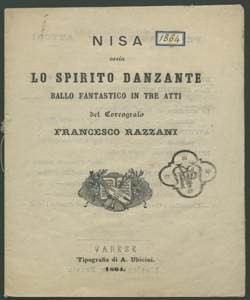 NISA
1864
ossia
LO SPIRITO DANZANTE
BALLO FANTASTICO IN TRE ATTI
del Coreografo
FRANCESCO RAZZANI
VARESE
Tipografia di A. Ubicini.
1864.